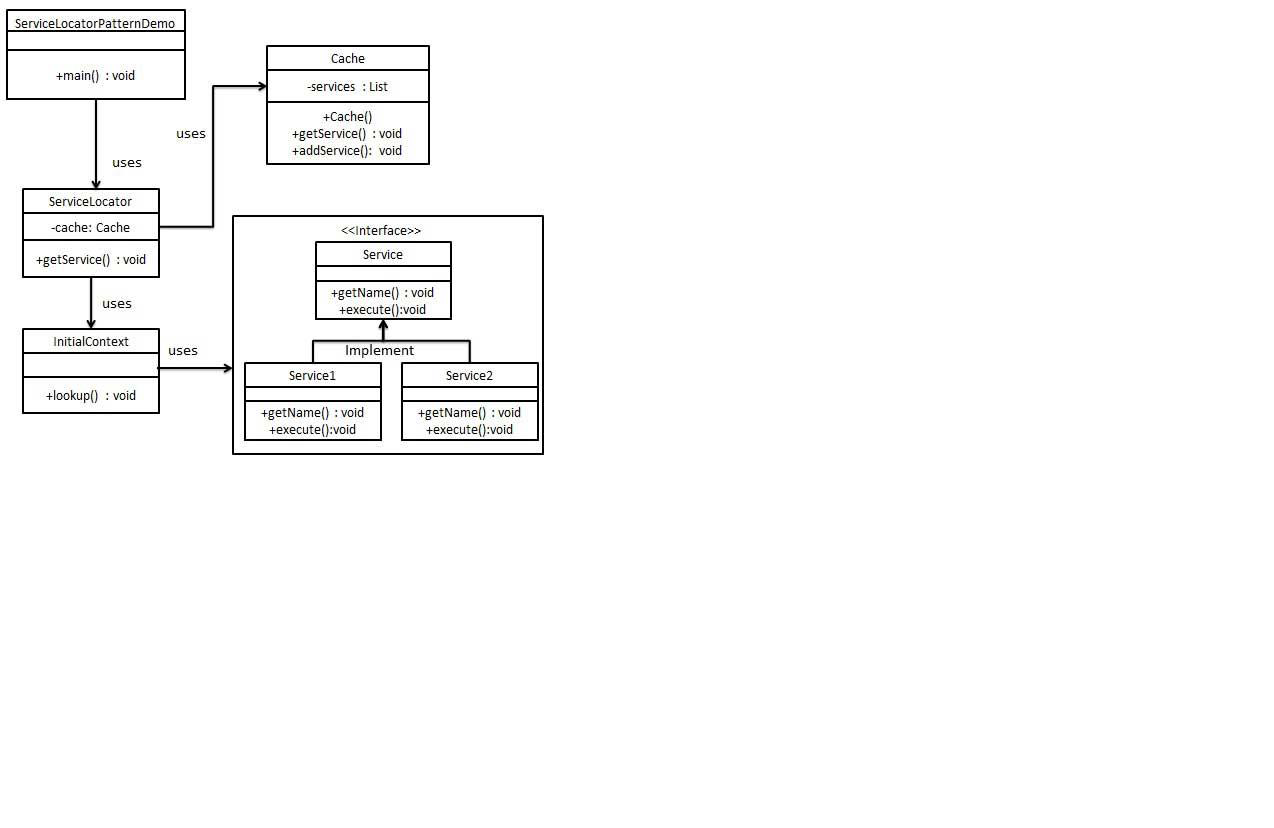 ServiceLocatorPatternDemo
+main() : void
uses
ServiceLocator
-cache: Cache
+getService() : void
uses
Cache
-services : List
+Cache()
+getService() : void
+addService(): void
uses
InitialContext
+lookup() : void
uses
<<Interface>>
Service
+getName() : void
+execute():void
Implement
Service1
+getName() : void
+execute():void
Service2
+getName() : void
+execute():void